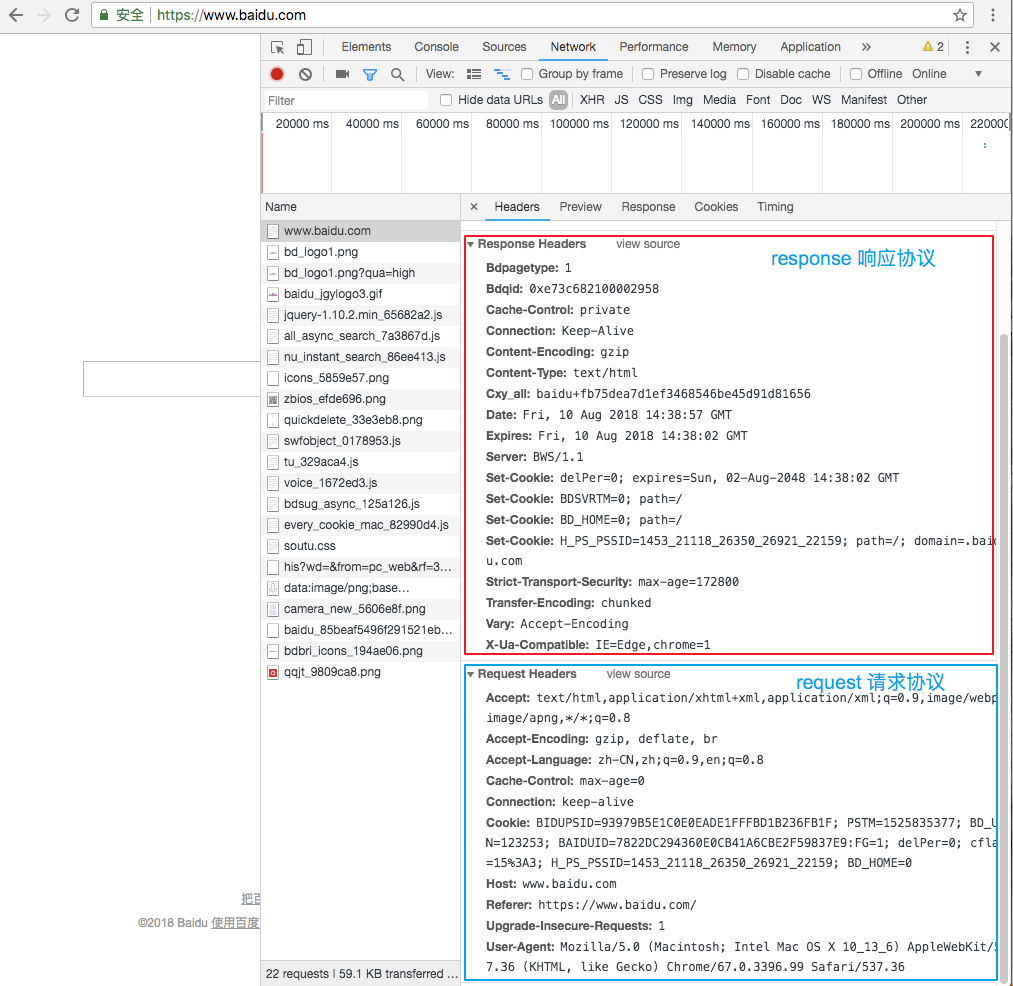 安全 https://www.baidu.com
Elements Console Sources Network Performance Memory Application » 2
View: Group by frame Preserve log Disable cache Offline Online
Filter Hide data URLs All XHR JS CSS Img Media Font Doc WS Manifest Other
20000 ms 40000 ms 60000 ms 80000 ms 100000 ms 120000 ms 140000 ms 160000 ms 180000 ms 200000 ms 220000
Name
www.baidu.com
bd_logo1.png
bd_logo1.png?qua=high
baidu_jgylogo3.gif
jquery-1.10.2.min_65682a2.js
all_async_search_7a3867d.js
nu_instant_search_86ee413.js
icons_5859e57.png
zbios_efde696.png
quickdelete_33e3eb8.png
swfobject_0178953.js
tu_329aca4.js
voice_1672ed3.js
bdsug_async_125a126.js
every_cookie_mac_82990d4.js
soutu.css
his?wd=&from=pc_web&rf=3...
data:image/png;base...
camera_new_5606e8f.png
baidu_85beaf5496f291521eb...
bdbri_icons_194ae06.png
qqjt_9809ca8.png
22 requests | 59.1 KB transferred ...
× Headers Preview Response Cookies Timing
Response Headers view source
response 响应协议
Bdpagetype: 1
Bdqid: 0xe73c682100002958
Cache-Control: private
Connection: Keep-Alive
Content-Encoding: gzip
Content-Type: text/html
Cxy_all: baidu+fb75dea7d1ef3468546be45d91d81656
Date: Fri, 10 Aug 2018 14:38:57 GMT
Expires: Fri, 10 Aug 2018 14:38:02 GMT
Server: BWS/1.1
Set-Cookie: delPer=0; expires=Sun, 02-Aug-2048 14:38:02 GMT
Set-Cookie: BDSVRTM=0; path=/
Set-Cookie: BD_HOME=0; path=/
Set-Cookie: H_PS_PSSID=1453_21118_26350_26921_22159; path=/; domain=.baid
u.com
Strict-Transport-Security: max-age=172800
Transfer-Encoding: chunked
Vary: Accept-Encoding
X-Ua-Compatible: IE=Edge,chrome=1
Request Headers view source
request 请求协议
Accept: text/html,application/xhtml+xml,application/xml;q=0.9,image/webp
image/apng,*/*;q=0.8
Accept-Encoding: gzip, deflate, br
Accept-Language: zh-CN,zh;q=0.9,en;q=0.8
Cache-Control: max-age=0
Connection: keep-alive
Cookie: BIDUPSID=93979B5E1C0E0EADE1FFFBD1B236FB1F; PSTM=1525835377; BD_U
N=123253; BAIDUID=7822DC294360E0CB41A6CBE2F59837E9:FG=1; delPer=0; cfla
=15%3A3; H_PS_PSSID=1453_21118_26350_26921_22159; BD_HOME=0
Host: www.baidu.com
Referer: https://www.baidu.com/
Upgrade-Insecure-Requests: 1
User-Agent: Mozilla/5.0 (Macintosh; Intel Mac OS X 10_13_6) AppleWebKit/5
7.36 (KHTML, like Gecko) Chrome/67.0.3396.99 Safari/537.36
把百
©2018 Baidu 使用百度